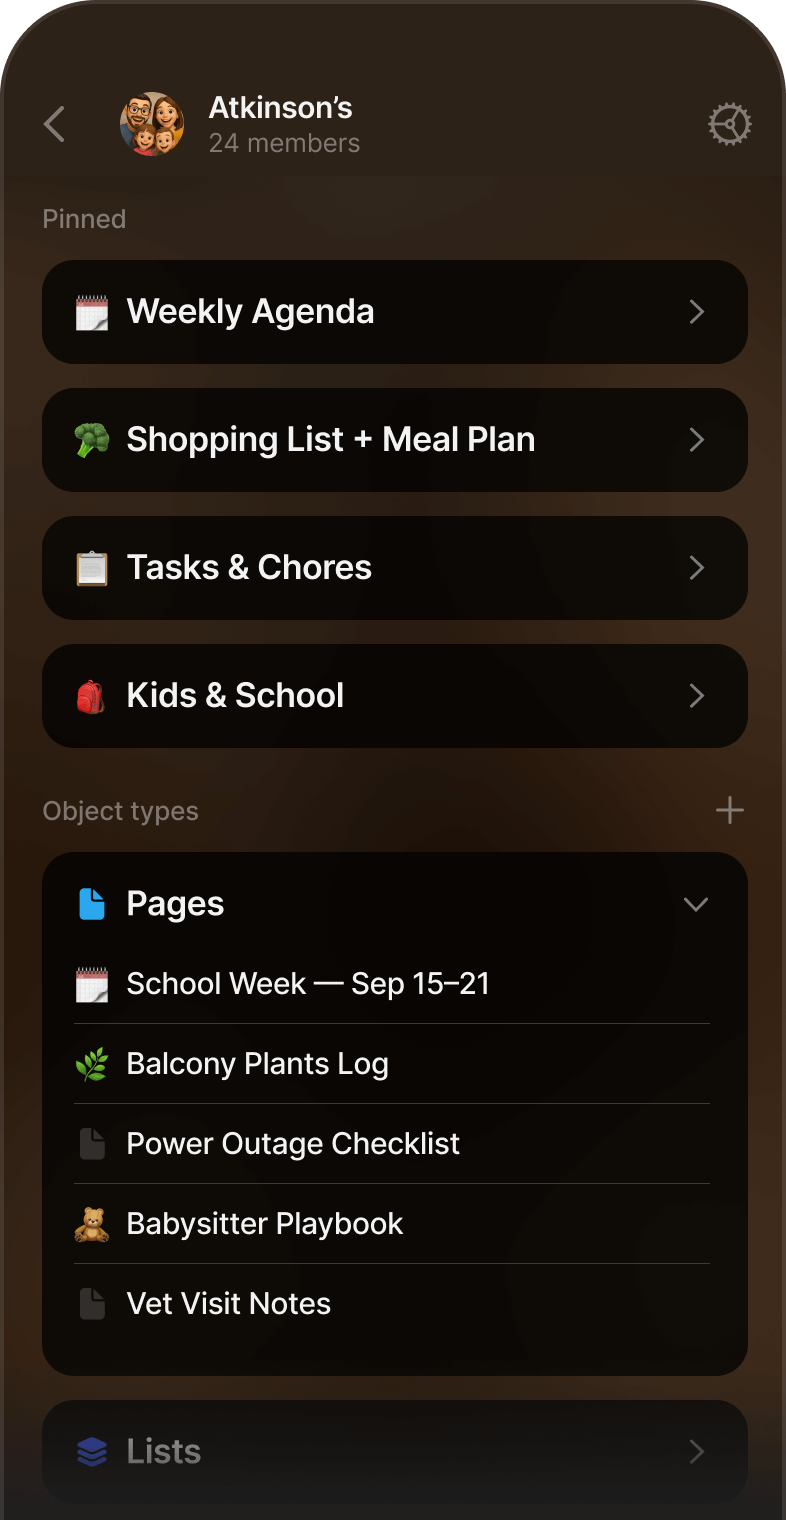 Atkinson’s
24 members
Pinned
Weekly Agenda
Shopping List + Meal Plan
Tasks & Chores
Kids & School
Object types
Pages
School Week — Sep 15–21
Balcony Plants Log
Power Outage Checklist
Babysitter Playbook
Vet Visit Notes
Lists